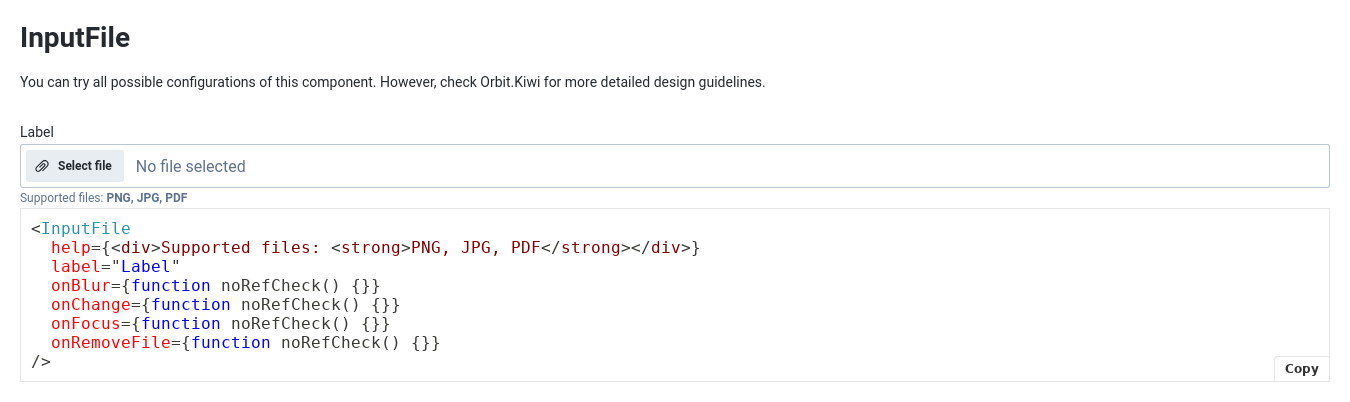 InputFile
You can try all possible configurations of this component. However, check Orbit.Kiwi for more detailed design guidelines.
Label
Select file No file selected
Supported files: PNG, JPG, PDF
<InputFile
  help={<div>Supported files: <strong>PNG, JPG, PDF</strong></div>}
  label="Label"
  onBlur={function noRefCheck() {}}
  onChange={function noRefCheck() {}}
  onFocus={function noRefCheck() {}}
  onRemoveFile={function noRefCheck() {}}
/>
Copy